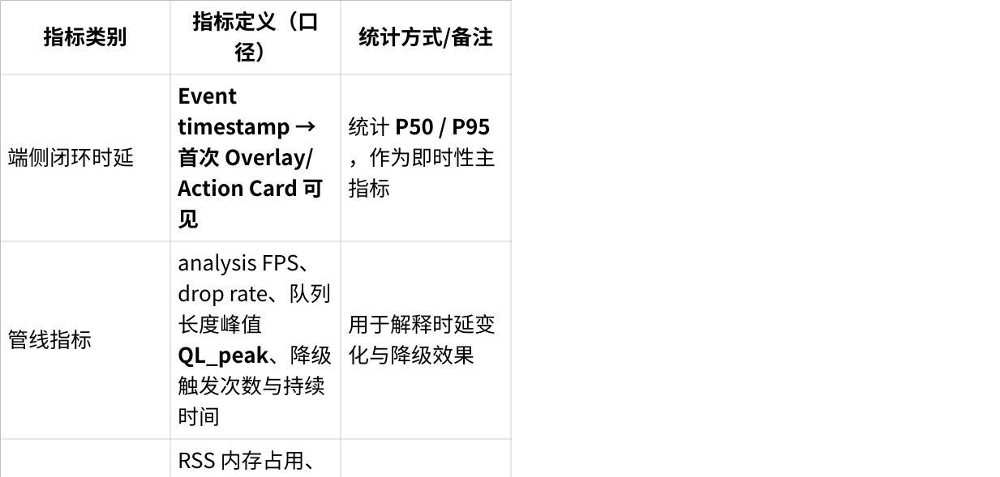 指标类别
指标定义（口
径）
统计方式/备注
端侧闭环时延
Event
timestamp →
首次 Overlay/
Action Card 可
见
统计 P50 / P95
，作为即时性主
指标
管线指标
analysis FPS、
drop rate、队列
长度峰值
QL_peak、降级
触发次数与持续
时间
用于解释时延变
化与降级效果
RSS 内存占用、